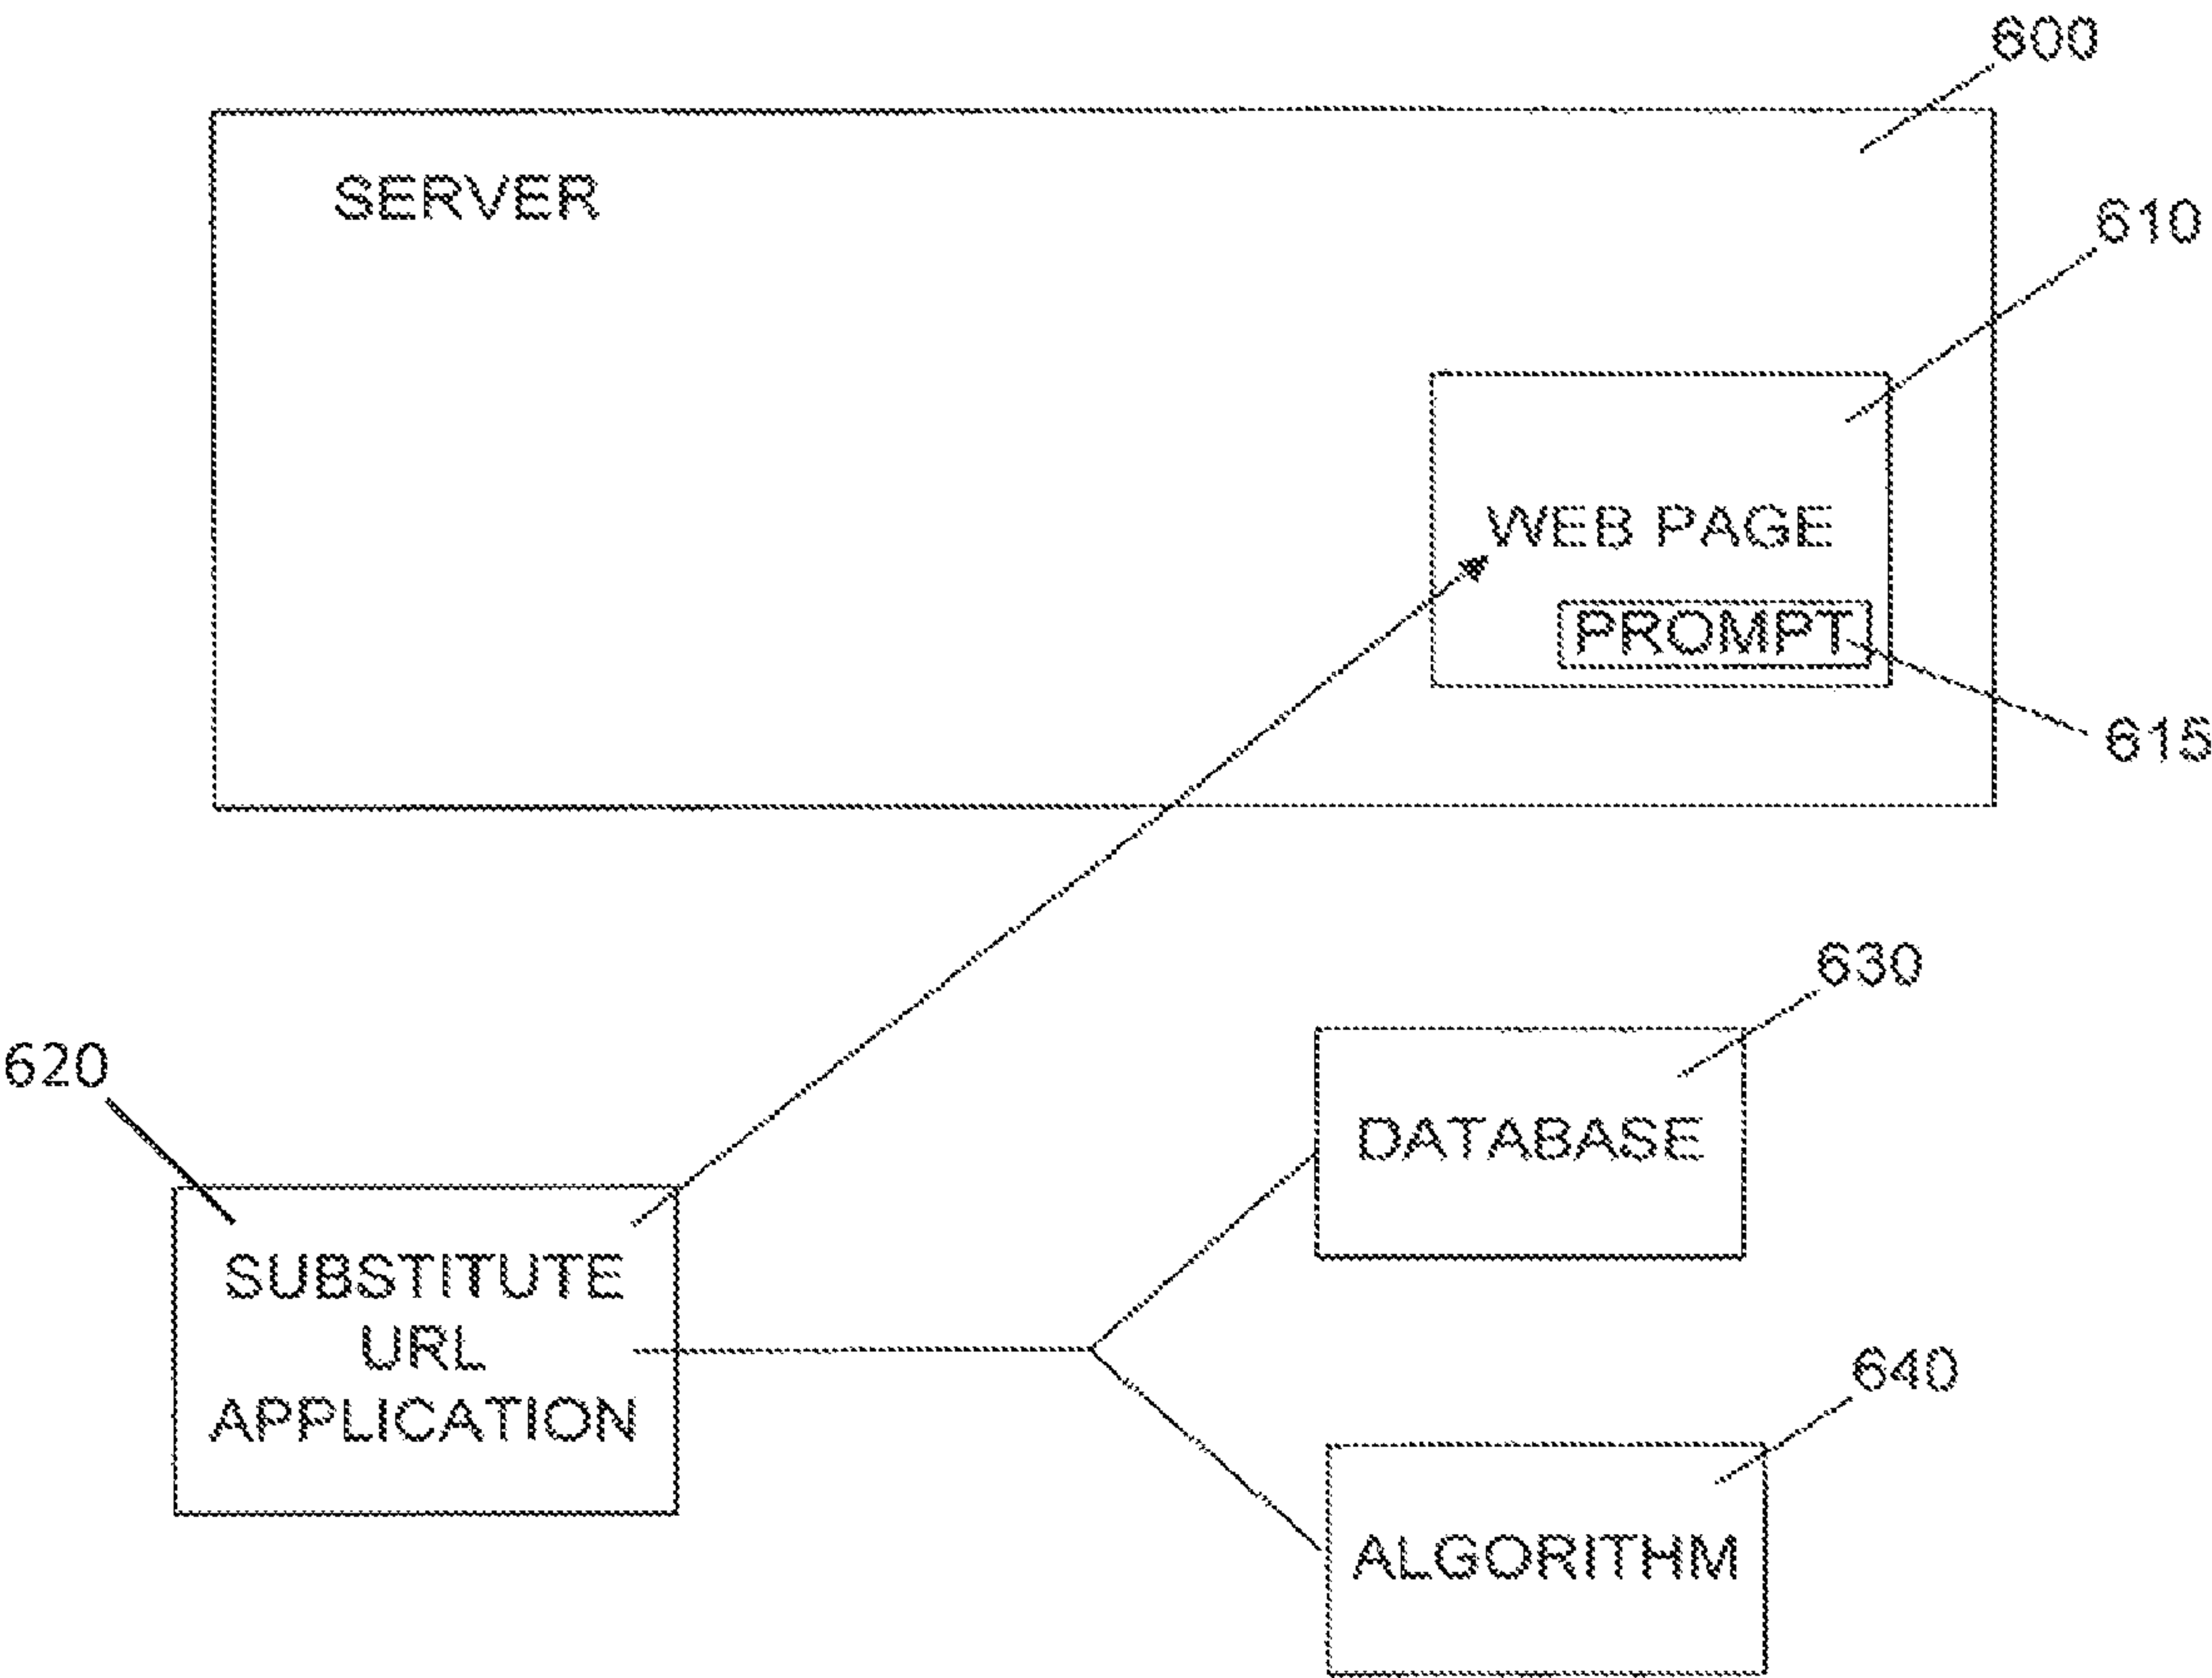 600
SERVER
610
WEB PAGE
PROMPT
615
630
620
DATABASE
SUBSTITUTE
URL
APPLICATION
640
ALGORITHM